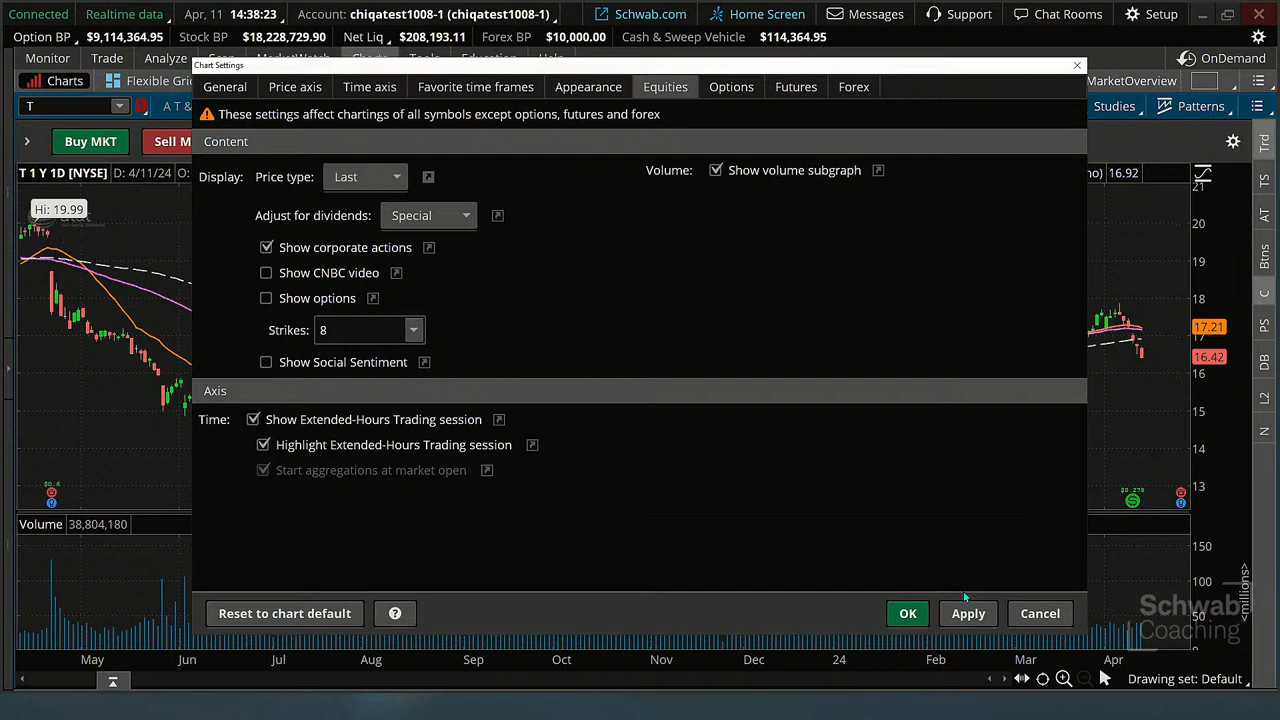 Connected Realtime data Apr, 11 14:38:23 Account: chiqatest1008-1 (chiqatest1008-1) Schwab.com Home Screen Messages Support Chat Rooms Setup
Option BP $9,114,364.95 Stock BP $18,228,729.90 Net Liq $208,193.11 Forex BP $10,000.00 Cash & Sweep Vehicle $114,364.95
Monitor Trade Analyze OnDemand
Chart Settings
Charts Flexible Gri MarketOverview
General Price axis Time axis Favorite time frames Appearance Equities Options Futures Forex
T A T & Studies Patterns
These settings affect chartings of all symbols except options, futures and forex
Buy MKT Sell M
Content
Trd
T 1 Y 1D [NYSE] D: 4/11/24 O: 16.92
Display: Price type: Last Volume: Show volume subgraph
TS
21
Hi: 19.99
Adjust for dividends: Special
AT
20
Show corporate actions
Btns
19
Show CNBC video
C
18
Show options
Strikes: 8
17.21
PS
17
16.42
Show Social Sentiment
DB
16
Axis
L2
15
Time: Show Extended-Hours Trading session
N
14
Highlight Extended-Hours Trading session
Start aggregations at market open
13
$0.6
$0.278
Volume 38,804,180
150
100
50
<millions>
Reset to chart default ? OK Apply Cancel
Schwab
Coaching
May Jun Jul Aug Sep Oct Nov Dec 24 Feb Mar Apr
Drawing set: Default